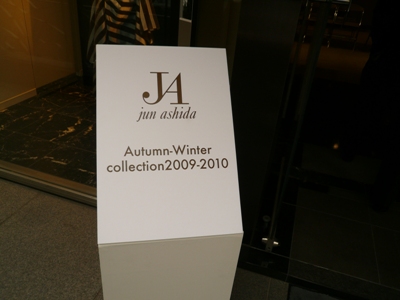 JA
jun ashida
Autumn-Winter
collection2009-2010